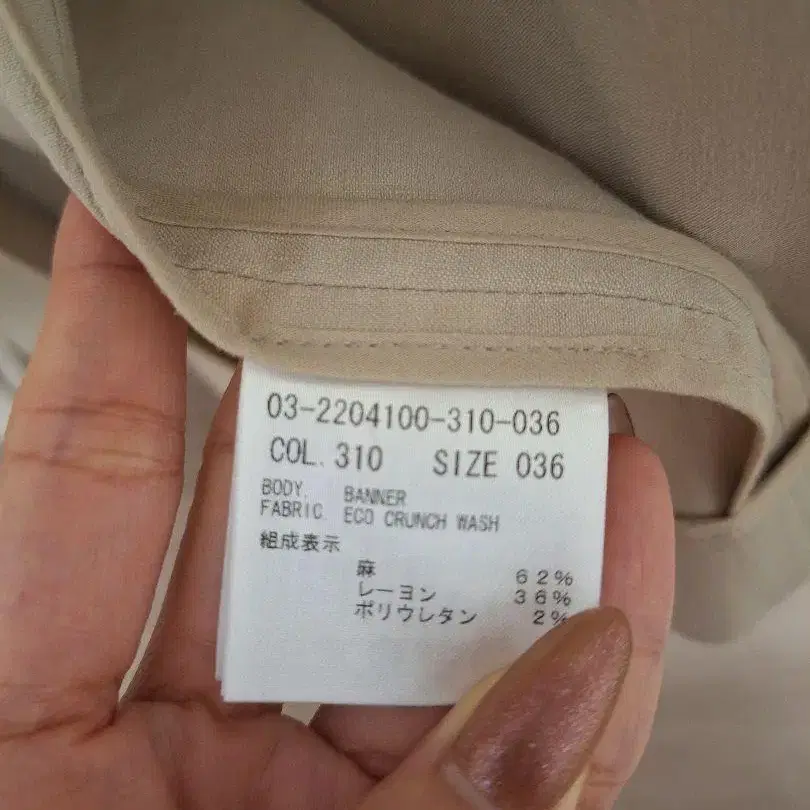 03-2204100-310-036
COL. 310 SIZE 036
BODY. BANNER
FABRIC. ECO CRUNCH WASH
組成表示
麻 62%
レーヨン 36%
ポリウレタン 2%